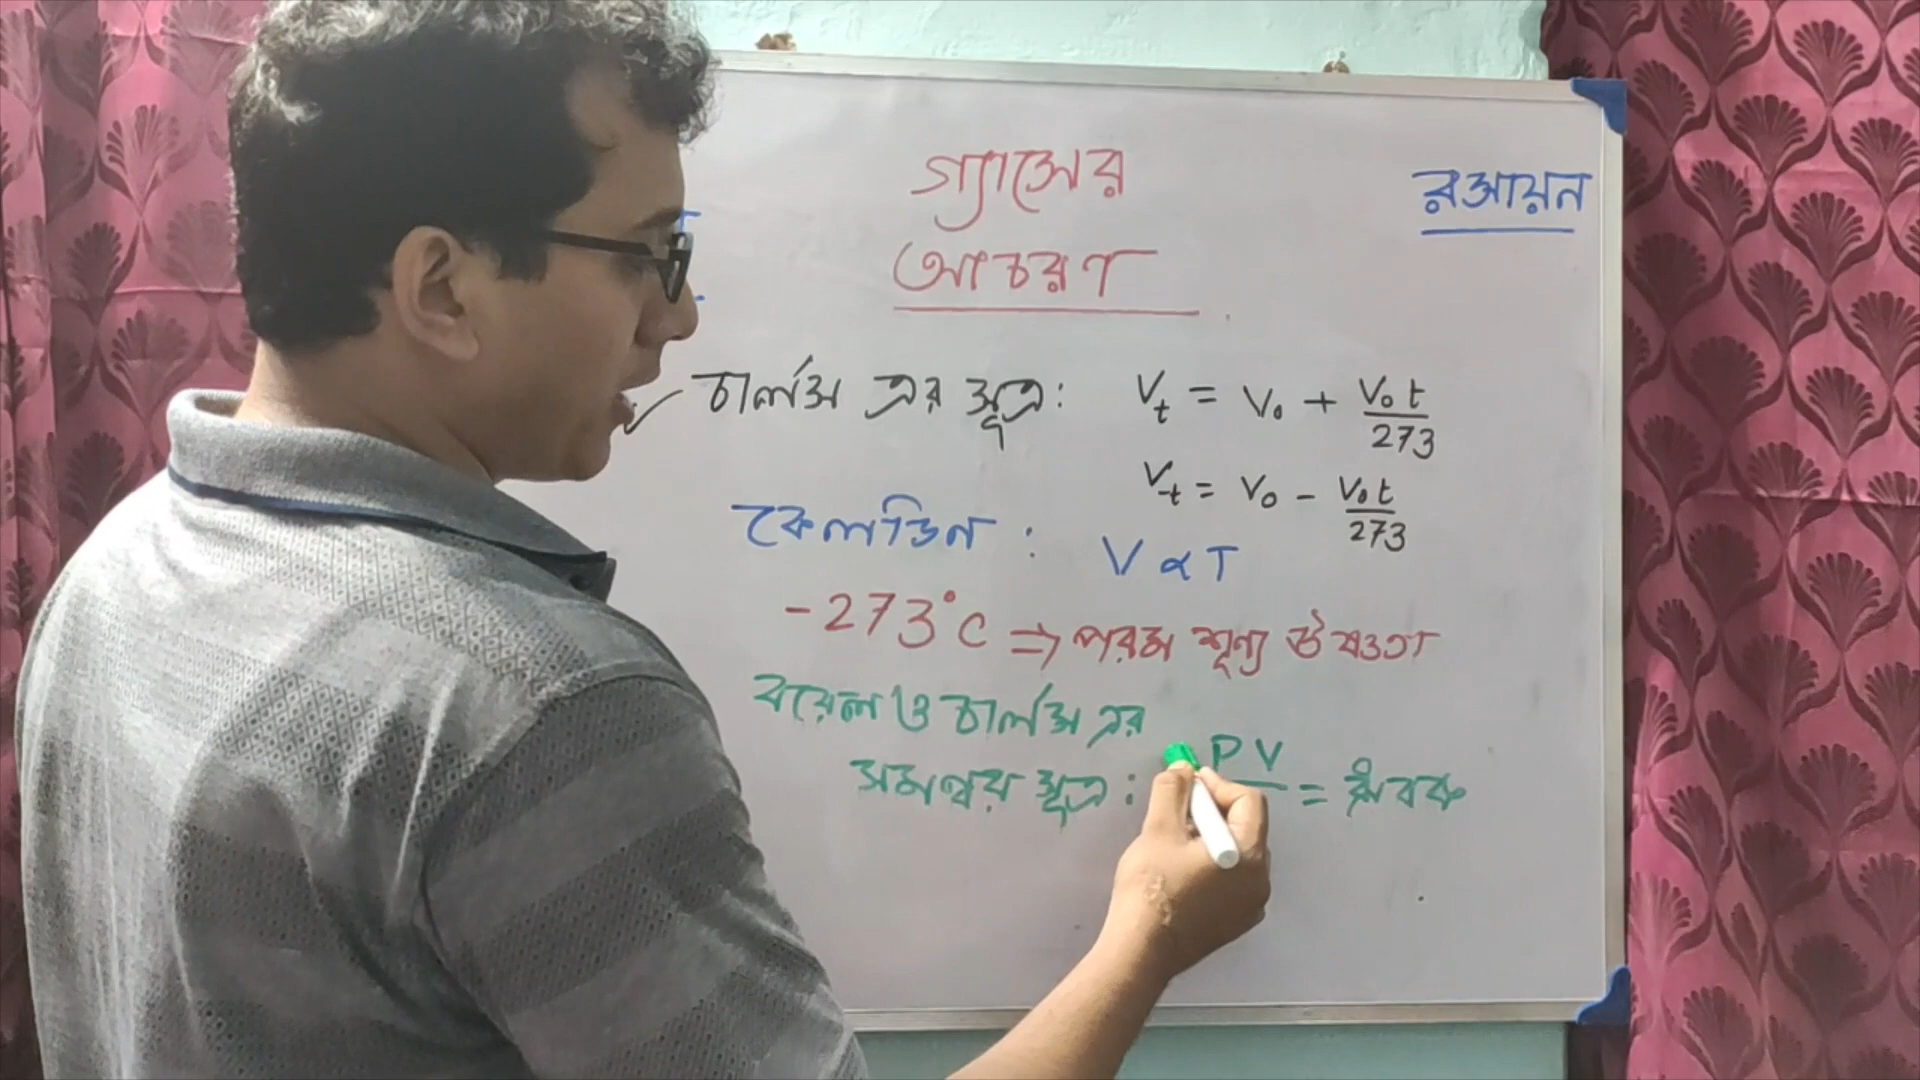 গ্যাসের
আচরণ
রসায়ন
চার্লস এর সূত্র: Vₜ = V₀ + V₀t/273
V₋ₜ = V₀ - V₀t/273
কেলভিন : V ∝ T
-273°C ⇒ পরম শূন্য উষ্ণতা
বয়েল ও চার্লস এর
সমন্বয় সূত্র : PV = ধ্রুবক